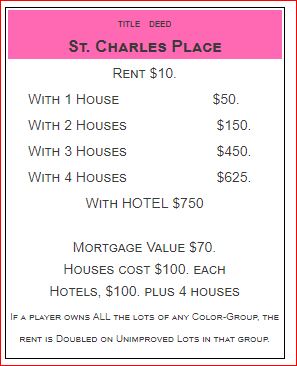 TITLE DEED
ST. CHARLES PLACE
RENT $10.
WITH 1 HOUSE $50.
WITH 2 HOUSES $150.
WITH 3 HOUSES $450.
WITH 4 HOUSES $625.
WITH HOTEL $750
MORTGAGE VALUE $70.
HOUSES COST $100. EACH
HOTELS, $100. PLUS 4 HOUSES
IF A PLAYER OWNS ALL THE LOTS OF ANY COLOR-GROUP, THE
RENT IS DOUBLED ON UNIMPROVED LOTS IN THAT GROUP.